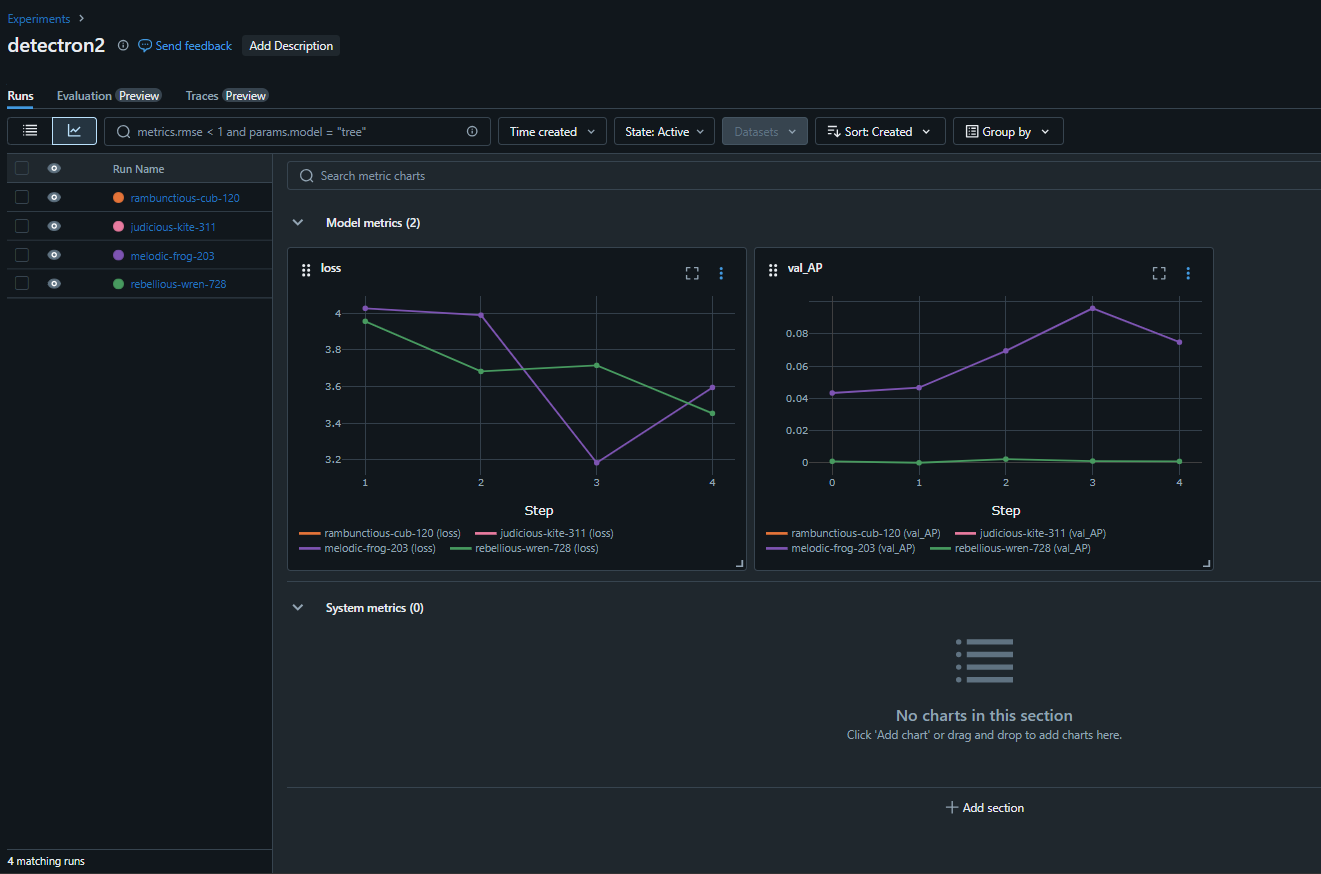 Experiments
detectron2 Send feedback Add Description
Runs Evaluation Preview Traces Preview
metrics.rmse < 1 and params.model = "tree" Time created State: Active Datasets Sort: Created Group by
Run Name
rambunctious-cub-120
judicious-kite-311
melodic-frog-203
rebellious-wren-728
4 matching runs
Search metric charts
Model metrics (2)
loss
4
3.8
3.6
3.4
3.2
1 2 3 4
Step
rambunctious-cub-120 (loss) judicious-kite-311 (loss)
melodic-frog-203 (loss) rebellious-wren-728 (loss)
val_AP
0.08
0.06
0.04
0.02
0
0 1 2 3 4
Step
rambunctious-cub-120 (val_AP) judicious-kite-311 (val_AP)
melodic-frog-203 (val_AP) rebellious-wren-728 (val_AP)
System metrics (0)
No charts in this section
Click 'Add chart' or drag and drop to add charts here.
Add section